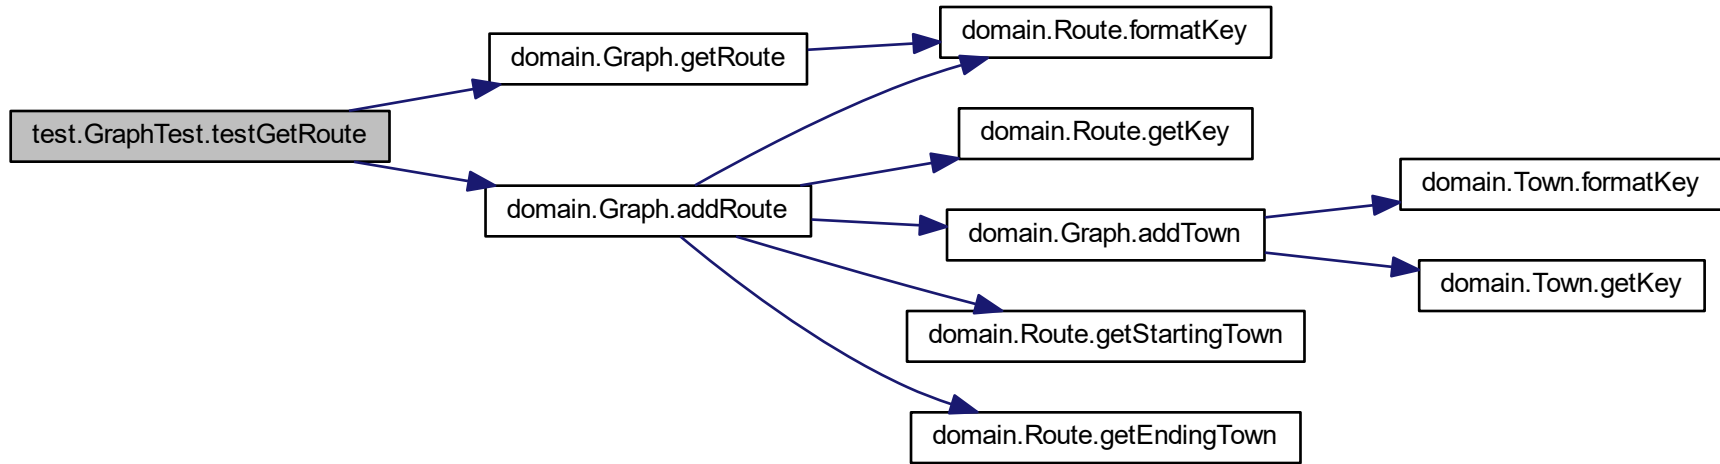 domain.Route.formatKey
domain.Graph.getRoute
test.GraphTest.testGetRoute
domain.Route.getKey
domain.Town.formatKey
domain.Graph.addRoute
domain.Graph.addTown
domain.Town.getKey
domain.Route.getStartingTown
domain.Route.getEndingTown